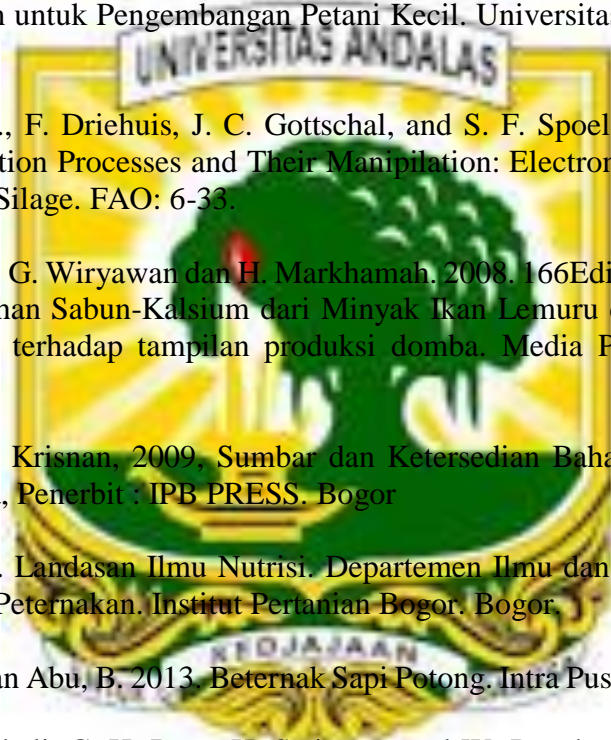 untuk Pengembangan Petani Kecil. Universitas
UNIVERSITAS ANDALAS
F. Driehuis, J. C. Gottschal, and S. F. Spoel
tion Processes and Their Manipilation: Electron
Silage. FAO: 6-33.
G. Wiryawan dan H. Markhamah. 2008. 166Edi
nan Sabun-Kalsium dari Minyak Ikan Lemuru
terhadap tampilan produksi domba. Media P
Krisnan, 2009, Sumbar dan Ketersedian Baha
, Penerbit : IPB PRESS. Bogor
. Landasan Ilmu Nutrisi. Departemen Ilmu dan
Peternakan. Institut Pertanian Bogor. Bogor.
KEDJAJAAN
an Abu, B. 2013. Beternak Sapi Potong. Intra Pus